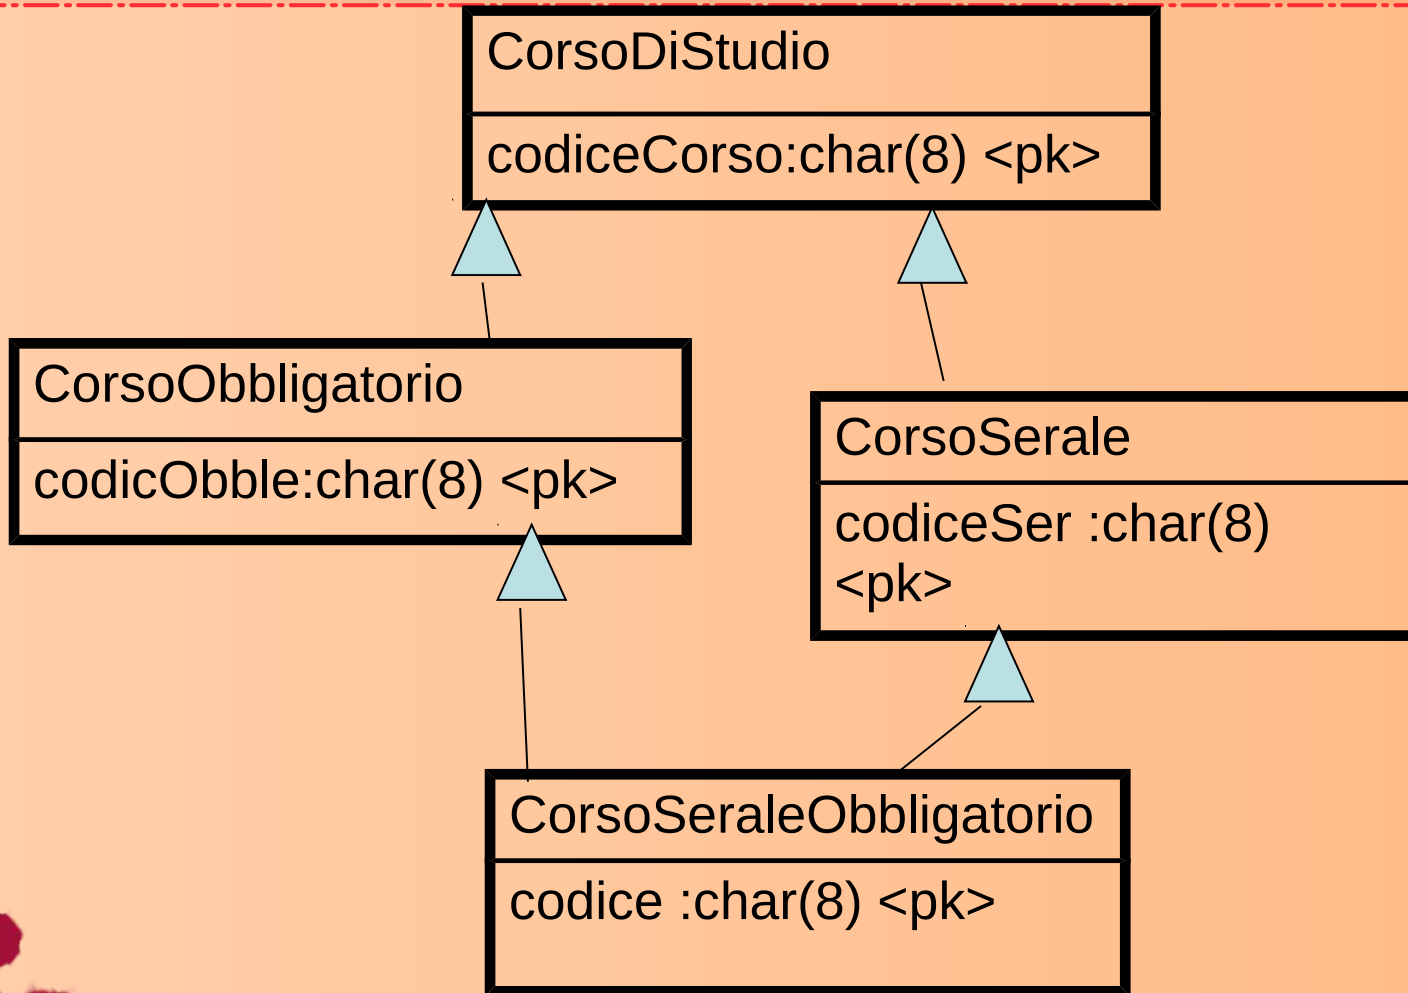 CorsoDiStudio
codiceCorso:char(8) <pk>
CorsoObbligatorio
codicObble:char(8) <pk>
CorsoSerale
codiceSer :char(8)
<pk>
CorsoSeraleObbligatorio
codice :char(8) <pk>